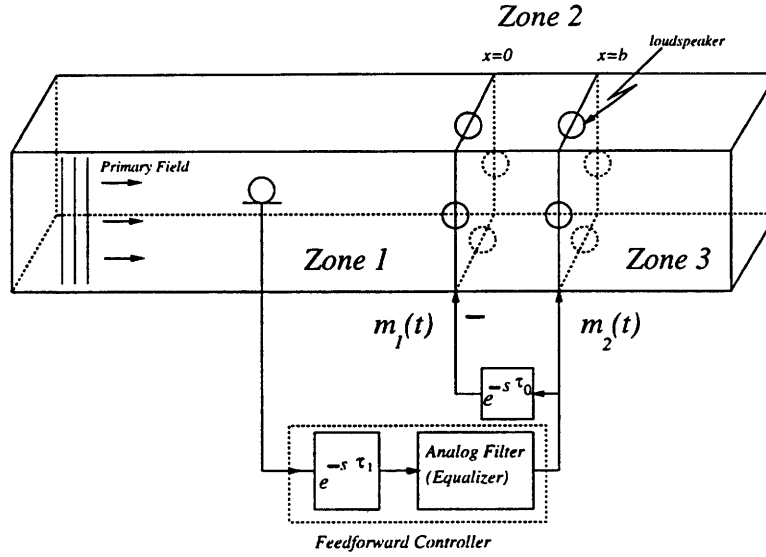 Zone 2
x=0
x=b
loudspeaker
Primary Field
Zone 1
Zone 3
m₁(t)
−
m₂(t)
e^{-s τ₀}
e^{-s τ₁}
Analog Filter
(Equalizer)
Feedforward Controller